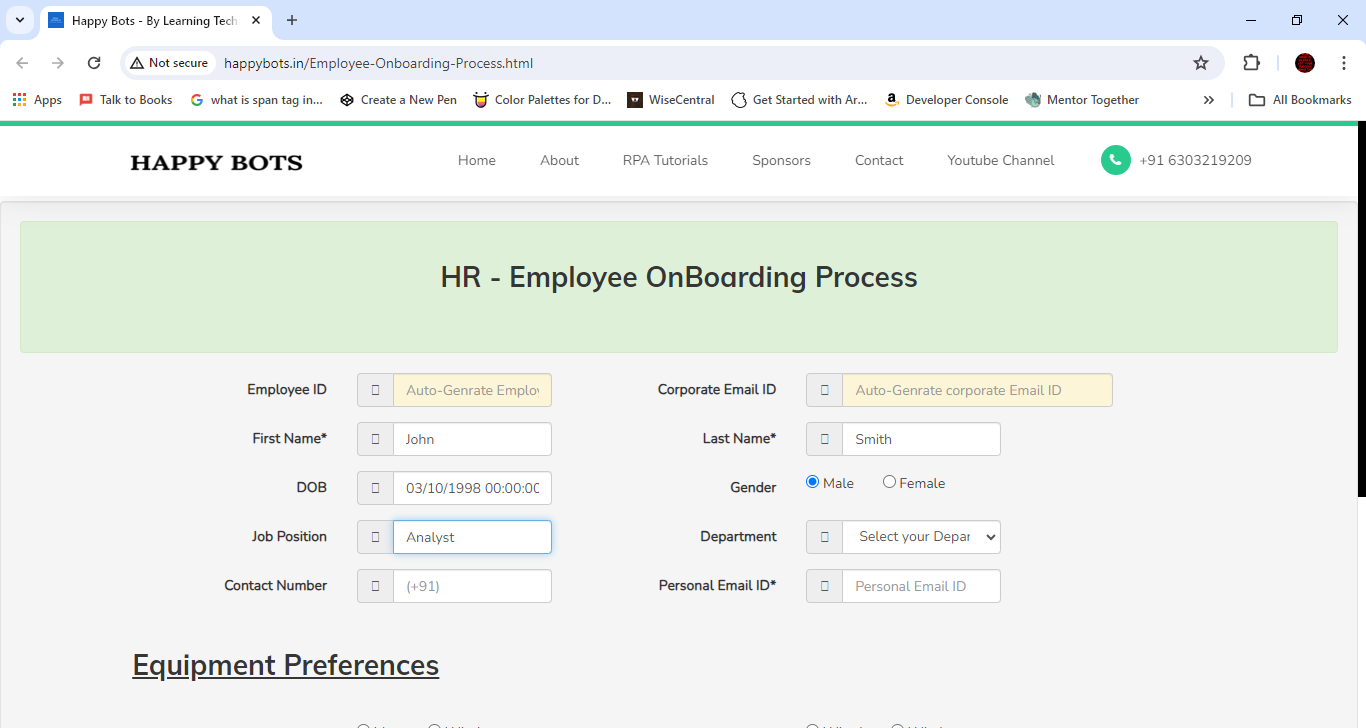 Happy Bots - By Learning Tech
Not secure
happybots.in/Employee-Onboarding-Process.html
Apps
Talk to Books
what is span tag in...
Create a New Pen
Color Palettes for D...
WiseCentral
Get Started with Ar...
Developer Console
Mentor Together
All Bookmarks
HAPPY BOTS
Home
About
RPA Tutorials
Sponsors
Contact
Youtube Channel
+91 6303219209
HR - Employee OnBoarding Process
Employee ID
Auto-Genrate Employ
Corporate Email ID
Auto-Genrate corporate Email ID
First Name*
John
Last Name*
Smith
DOB
03/10/1998 00:00:00
Gender
Male
Female
Job Position
Analyst
Department
Select your Depar
Contact Number
(+91)
Personal Email ID*
Personal Email ID
Equipment Preferences